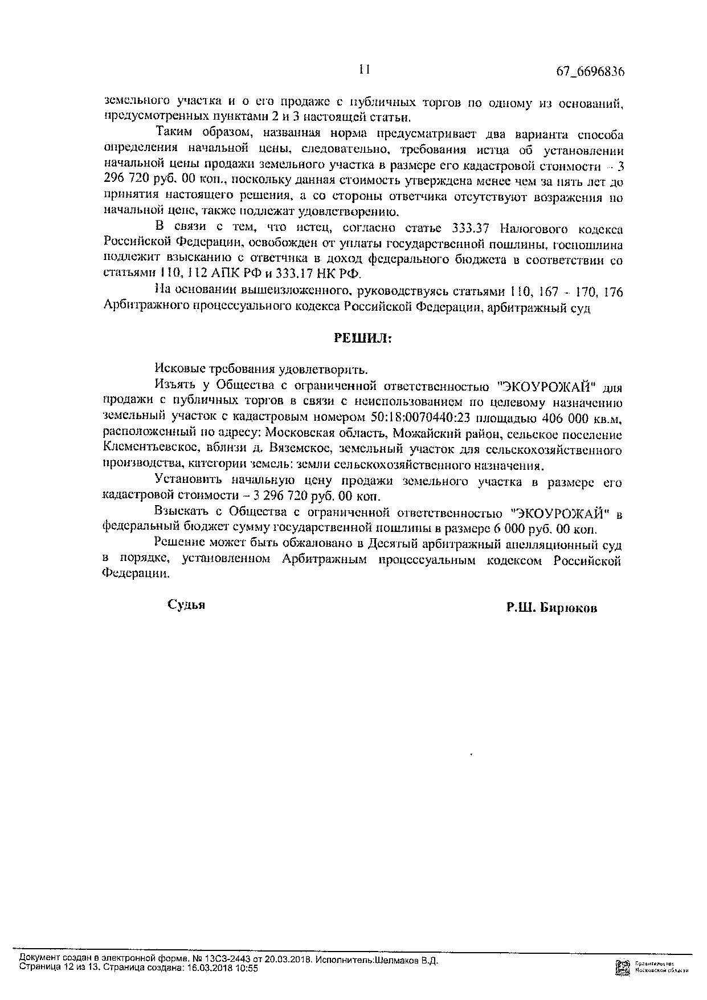 11
67_6696836
земельного участка и о его продаже с публичных торгов по одному из оснований,
предусмотренных пунктами 2 и 3 настоящей статьи.
Таким образом, названная норма предусматривает два варианта способа
определения начальной цены, следовательно, требования истца об установлении
начальной цены продажи земельного участка в размере его кадастровой стоимости - 3
296 720 руб. 00 коп., поскольку данная стоимость утверждена менее чем за пять лет до
принятия настоящего решения, а со стороны ответчика отсутствуют возражения по
начальной цене, также подлежат удовлетворению.
В связи с тем, что истец, согласно статье 333.37 Налогового кодекса
Российской Федерации, освобожден от уплаты государственной пошлины, госпошлина
подлежит взысканию с ответчика в доход федерального бюджета в соответствии со
статьями 110, 112 АПК РФ и 333.17 НК РФ.
На основании вышеизложенного, руководствуясь статьями 110, 167 - 170, 176
Арбитражного процессуального кодекса Российской Федерации, арбитражный суд
РЕШИЛ:
Исковые требования удовлетворить.
Изъять у Общества с ограниченной ответственностью "ЭКОУРОЖАЙ" для
продажи с публичных торгов в связи с неиспользованием по целевому назначению
земельный участок с кадастровым номером 50:18:0070440:23 площадью 406 000 кв.м,
расположенный по адресу: Московская область, Можайский район, сельское поселение
Клементьевское, вблизи д. Вяземское, земельный участок для сельскохозяйственного
производства, категории земель: земли сельскохозяйственного назначения.
Установить начальную цену продажи земельного участка в размере его
кадастровой стоимости – 3 296 720 руб. 00 коп.
Взыскать с Общества с ограниченной ответственностью "ЭКОУРОЖАЙ" в
федеральный бюджет сумму государственной пошлины в размере 6 000 руб. 00 коп.
Решение может быть обжаловано в Десятый арбитражный апелляционный суд
в порядке, установленном Арбитражным процессуальным кодексом Российской
Федерации.
Судья
Р.Ш. Бирюков
Документ создан в электронной форме. № 13СЗ-2443 от 20.03.2018. Исполнитель:Шелмаков В.Д.
Страница 12 из 13. Страница создана: 16.03.2018 10:55
Правительство
Московской области